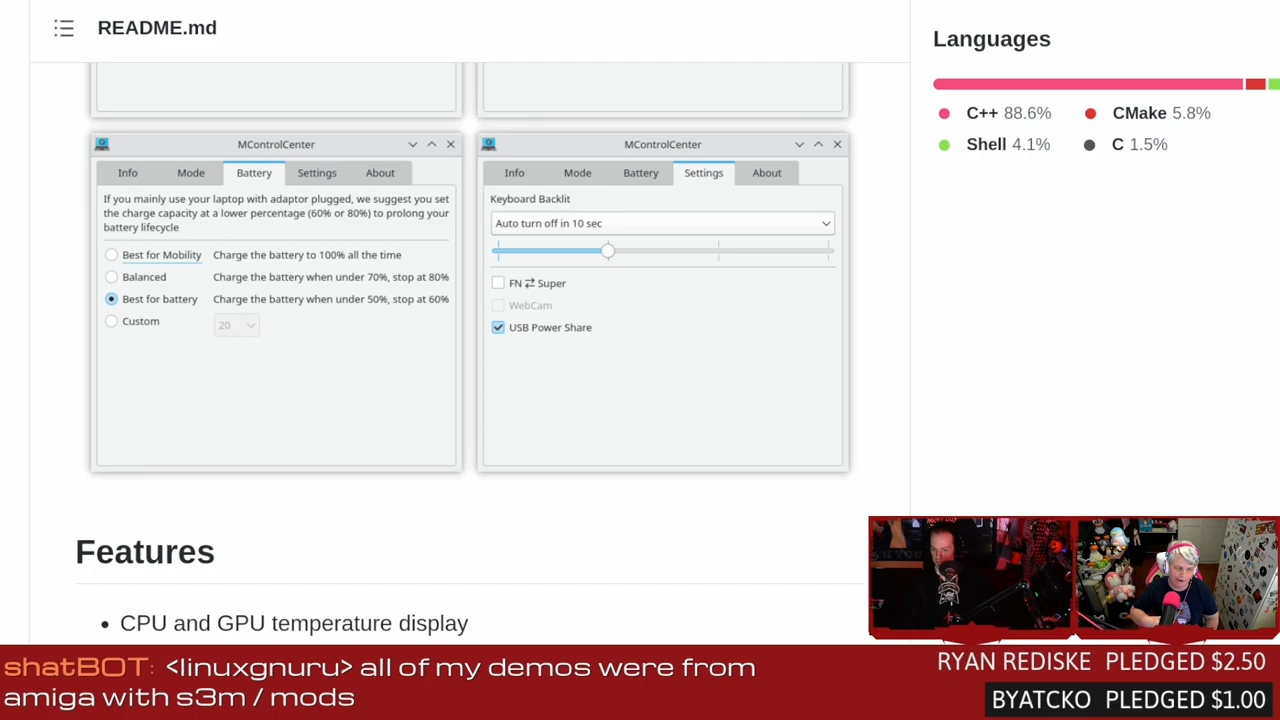 README.md
Languages
C++ 88.6%
CMake 5.8%
Shell 4.1%
C 1.5%
MControlCenter
Info Mode Battery Settings About
If you mainly use your laptop with adaptor plugged, we suggest you set
the charge capacity at a lower percentage (60% or 80%) to prolong your
battery lifecycle
Best for Mobility Charge the battery to 100% all the time
Balanced Charge the battery when under 70%, stop at 80%
Best for battery Charge the battery when under 50%, stop at 60%
Custom 20
MControlCenter
Info Mode Battery Settings About
Keyboard Backlit
Auto turn off in 10 sec
FN ⇄ Super
WebCam
USB Power Share
Features
• CPU and GPU temperature display
shatBOT: <linuxgnuru> all of my demos were from
amiga with s3m / mods
RYAN REDISKE PLEDGED $2.50
BYATCKO PLEDGED $1.00